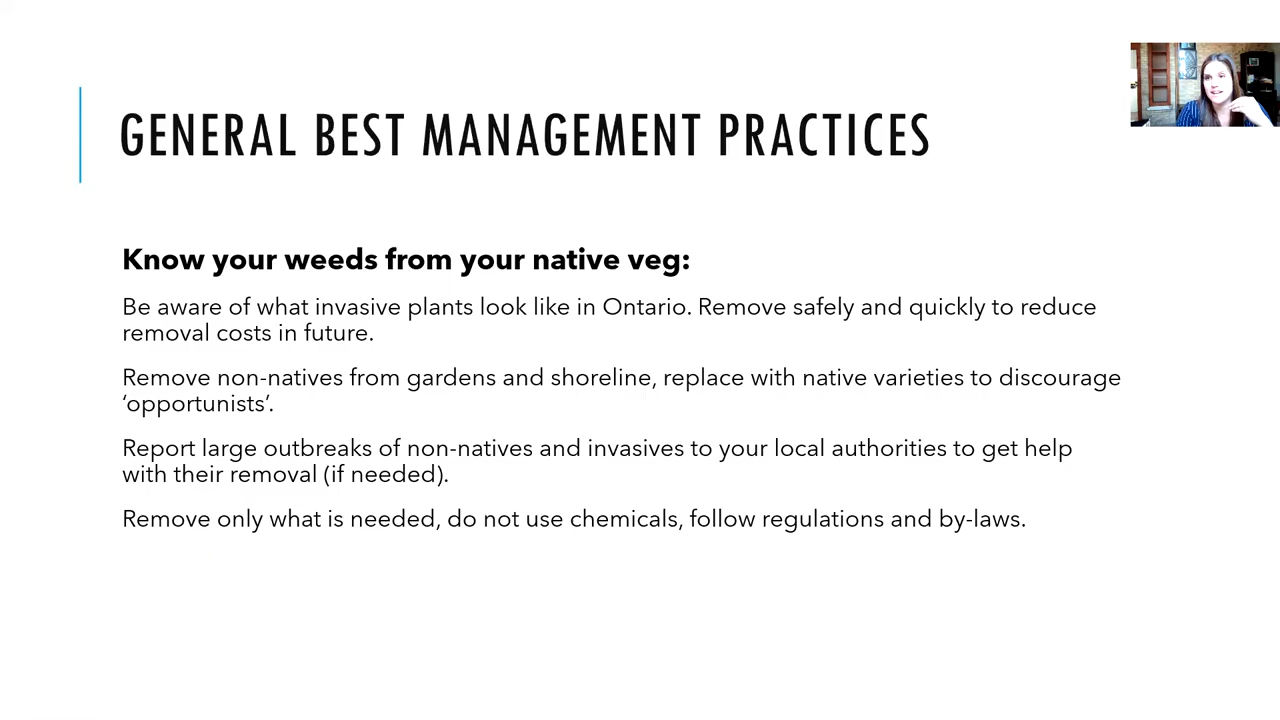 GENERAL BEST MANAGEMENT PRACTICES
Know your weeds from your native veg:
Be aware of what invasive plants look like in Ontario. Remove safely and quickly to reduce
removal costs in future.
Remove non-natives from gardens and shoreline, replace with native varieties to discourage
‘opportunists’.
Report large outbreaks of non-natives and invasives to your local authorities to get help
with their removal (if needed).
Remove only what is needed, do not use chemicals, follow regulations and by-laws.